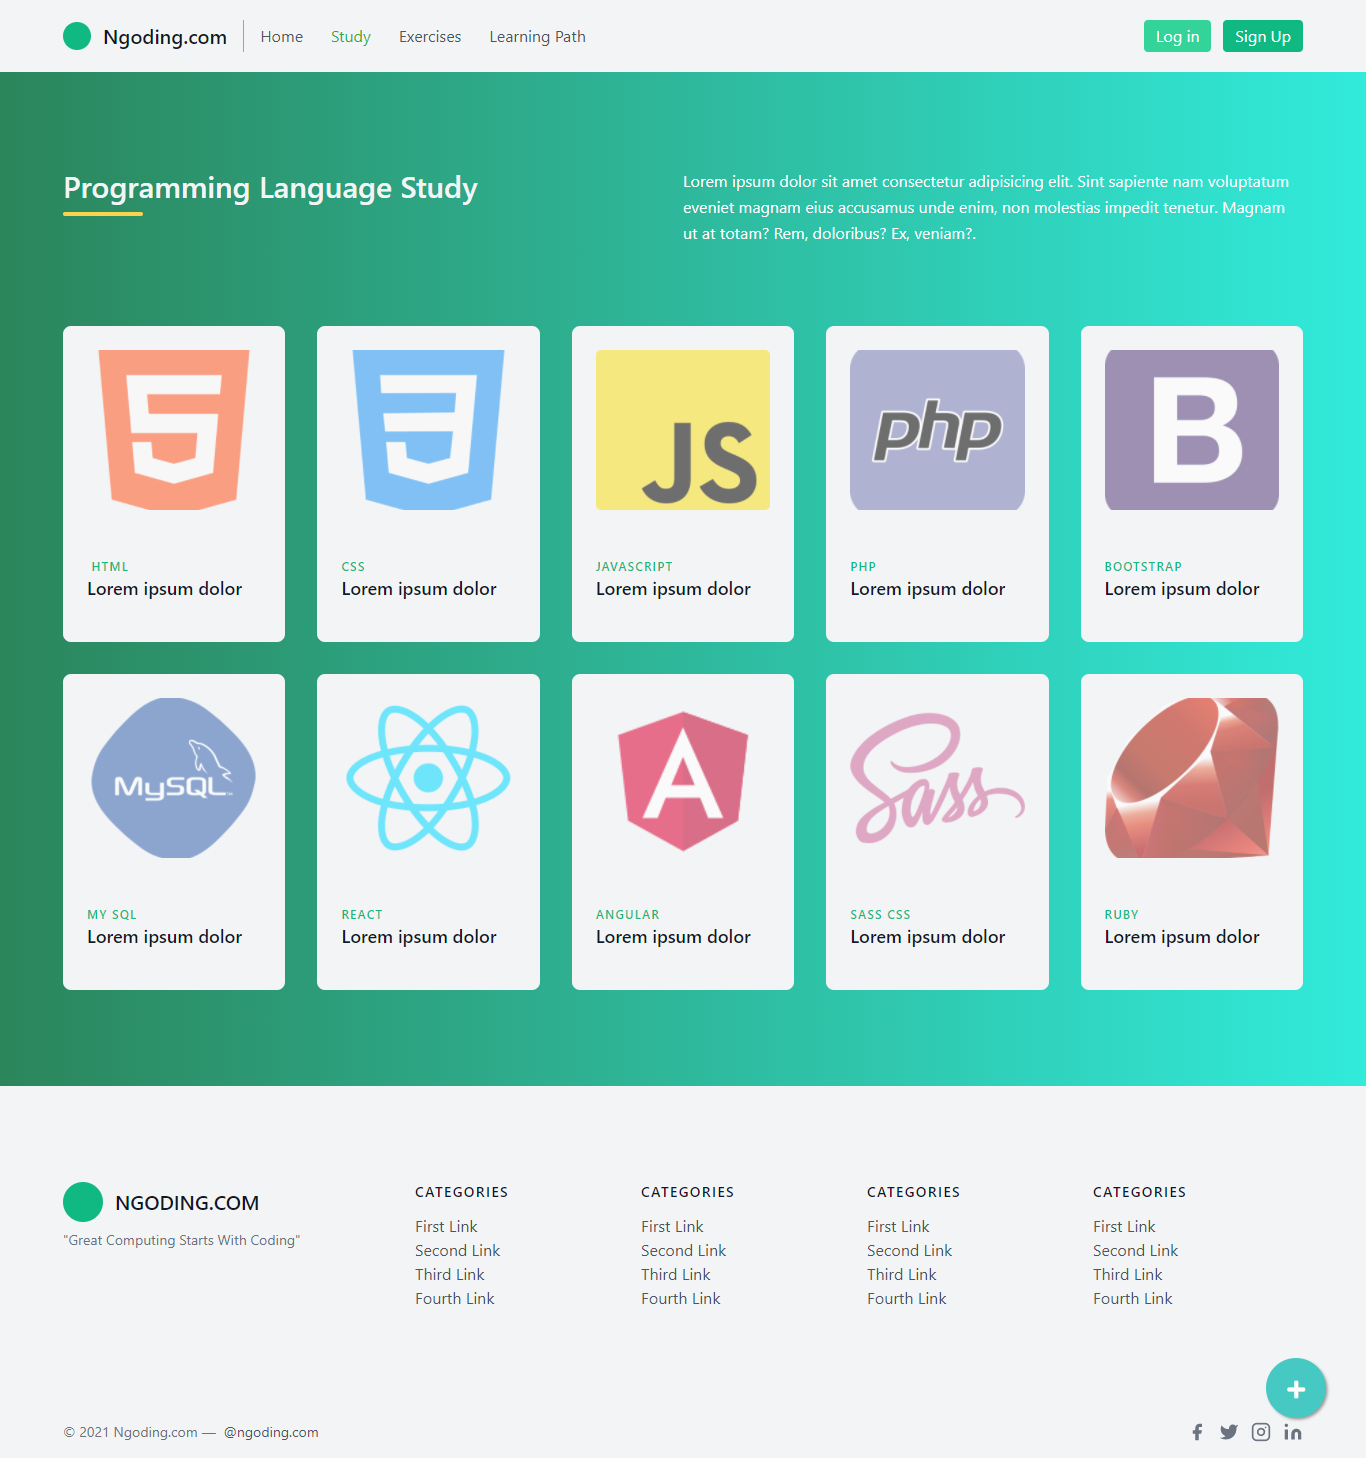 Ngoding.com
Home
Study
Exercises
Learning Path
Log in
Sign Up
Programming Language Study
Lorem ipsum dolor sit amet consectetur adipisicing elit. Sint sapiente nam voluptatum
eveniet magnam eius accusamus unde enim, non molestias impedit tenetur. Magnam
ut at totam? Rem, doloribus? Ex, veniam?.
HTML
Lorem ipsum dolor
CSS
Lorem ipsum dolor
JS
JAVASCRIPT
Lorem ipsum dolor
php
PHP
Lorem ipsum dolor
B
BOOTSTRAP
Lorem ipsum dolor
MySQL
MY SQL
Lorem ipsum dolor
REACT
Lorem ipsum dolor
A
ANGULAR
Lorem ipsum dolor
Sass
SASS CSS
Lorem ipsum dolor
RUBY
Lorem ipsum dolor
NGODING.COM
"Great Computing Starts With Coding"
CATEGORIES
First Link
Second Link
Third Link
Fourth Link
CATEGORIES
First Link
Second Link
Third Link
Fourth Link
CATEGORIES
First Link
Second Link
Third Link
Fourth Link
CATEGORIES
First Link
Second Link
Third Link
Fourth Link
+
© 2021 Ngoding.com — @ngoding.com